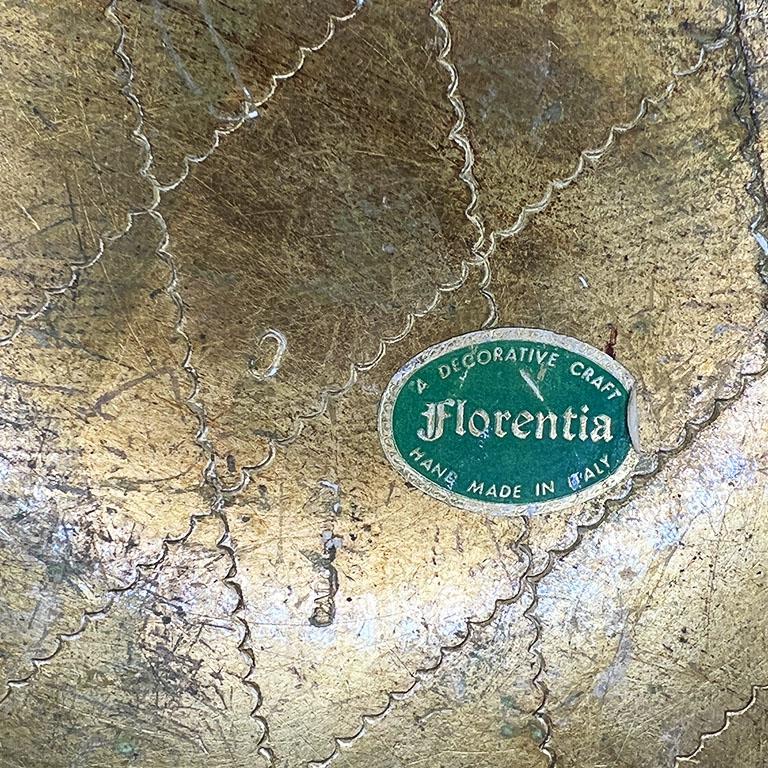 A DECORATIVE CRAFT
Florentia
HAND MADE IN ITALY